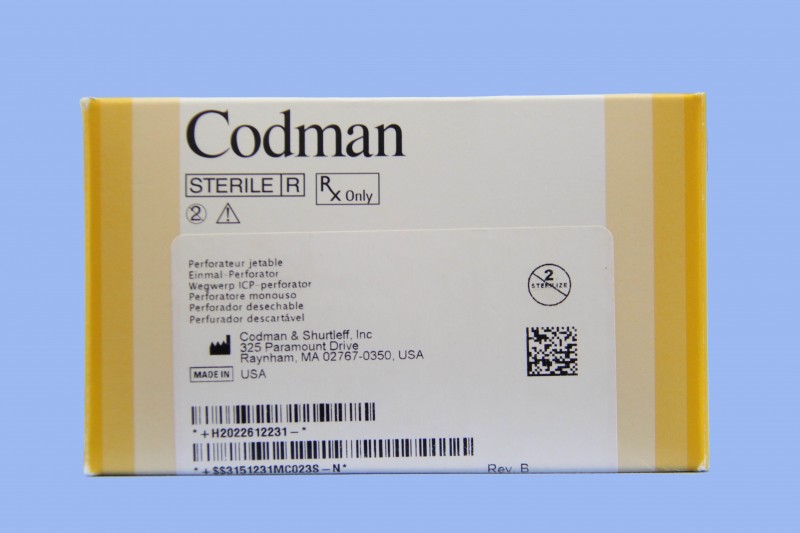 Codman
STERILE R
Rx Only
2
Perforateur jetable
Einmal-Perforator
Wegwerp ICP-perforator
Perforatore monouso
Perforador desechable
Perfurador descartável
2
STERILIZE
Codman & Shurtleff, Inc
325 Paramount Drive
Raynham, MA 02767-0350, USA
MADE IN USA
*+H2022612231-*
*+$$3151231MC023S-N*
Rev. B